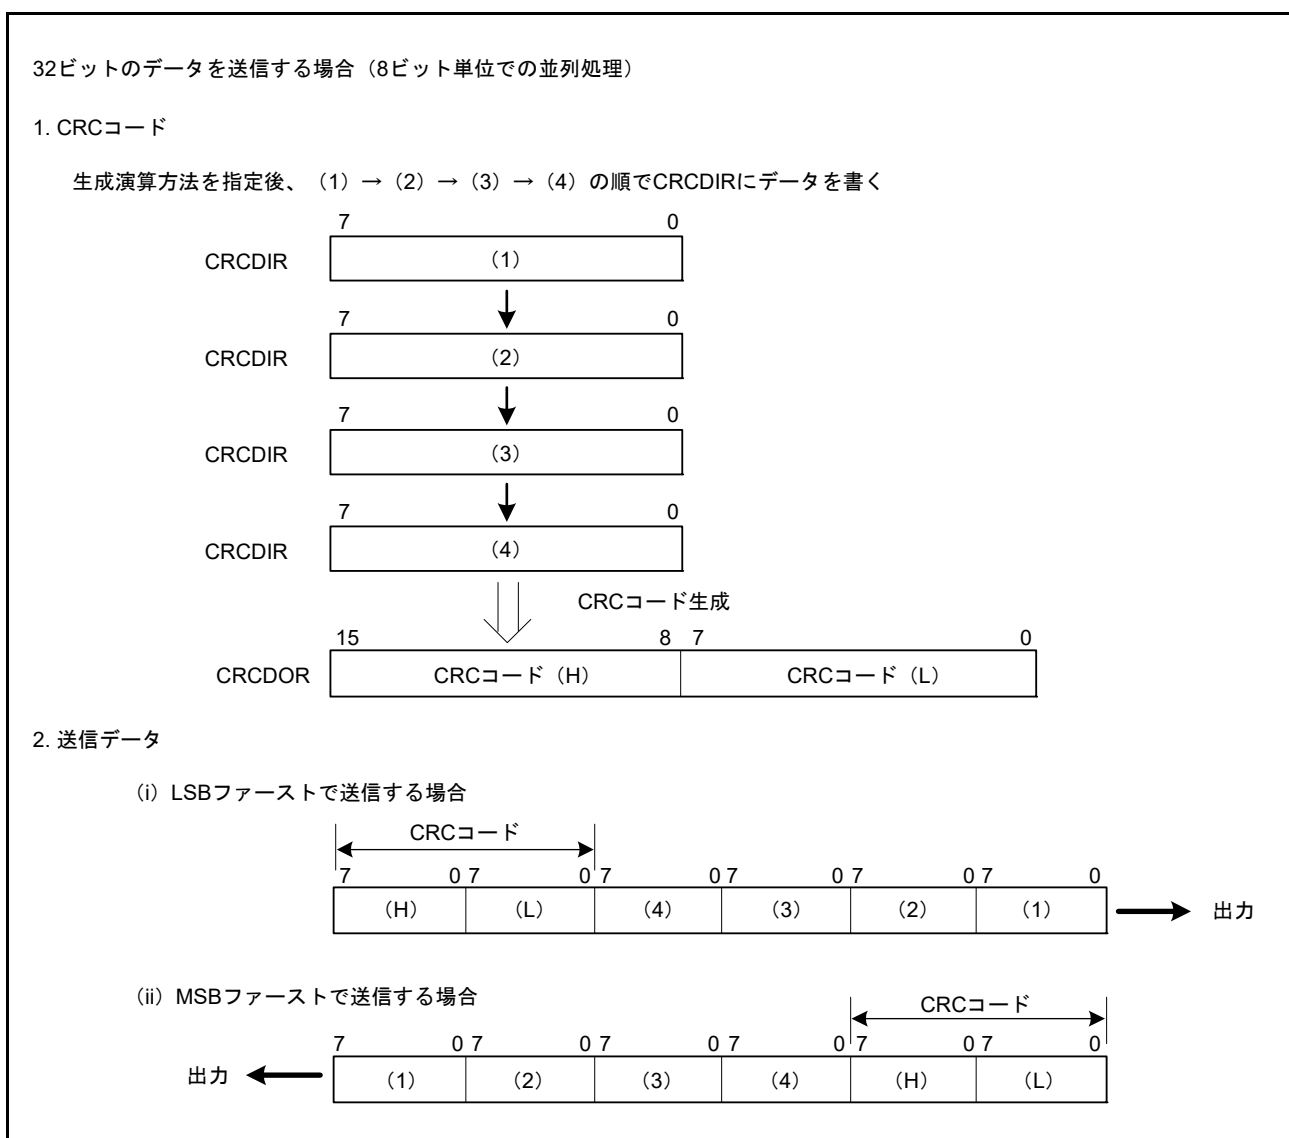 32ビットのデータを送信する場合（8ビット単位での並列処理）
1. CRCコード
生成演算方法を指定後、（1）→（2）→（3）→（4）の順でCRCDIRにデータを書く
7 0
CRCDIR （1）
7 0
CRCDIR （2）
7 0
CRCDIR （3）
7 0
CRCDIR （4）
CRCコード生成
15 8 7 0
CRCDOR CRCコード（H） CRCコード（L）
2. 送信データ
（i）LSBファーストで送信する場合
CRCコード
7 0 7 0 7 0 7 0 7 0 7 0
（H） （L） （4） （3） （2） （1） 出力
（ii）MSBファーストで送信する場合
CRCコード
7 0 7 0 7 0 7 0 7 0 7 0
出力 （1） （2） （3） （4） （H） （L）